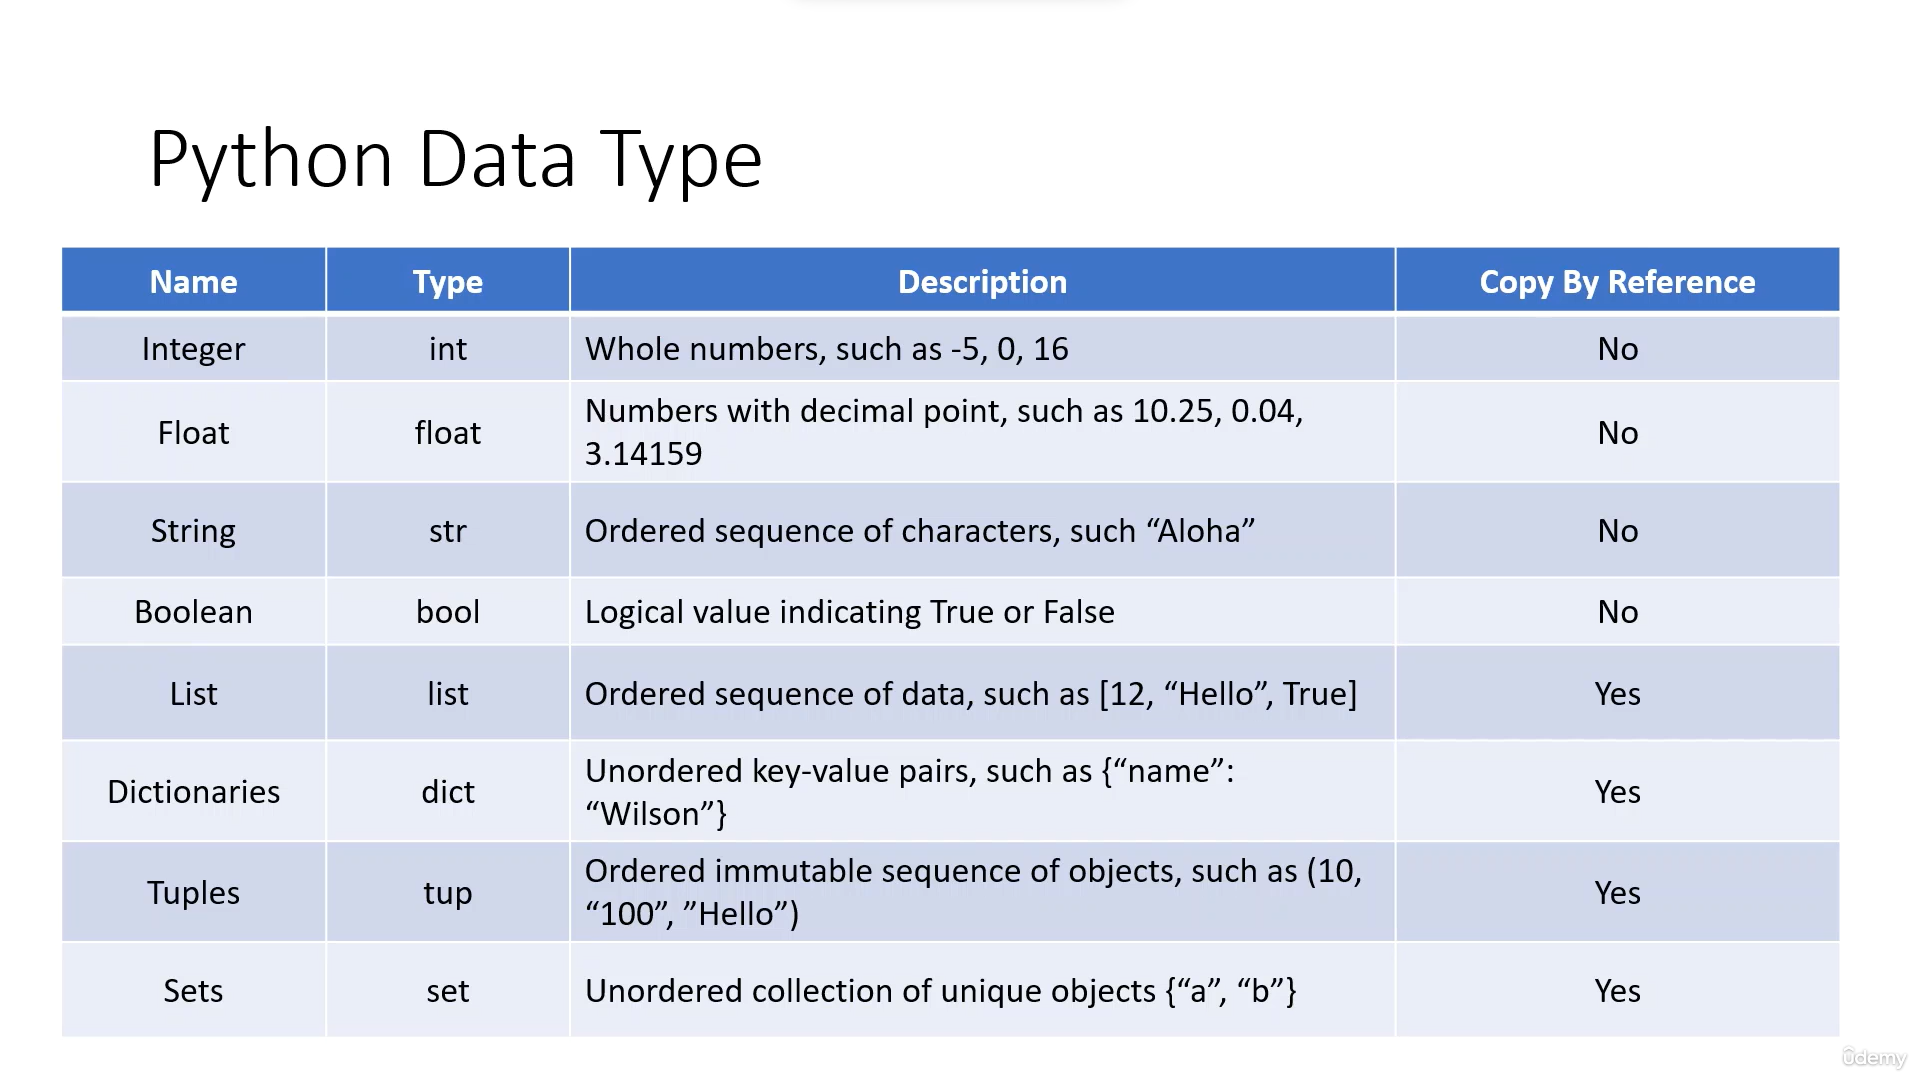 Python Data Type
Name Type Description Copy By Reference
Integer int Whole numbers, such as -5, 0, 16 No
Float float Numbers with decimal point, such as 10.25, 0.04, No
3.14159
String str Ordered sequence of characters, such “Aloha” No
Boolean bool Logical value indicating True or False No
List list Ordered sequence of data, such as [12, “Hello”, True] Yes
Dictionaries dict Unordered key-value pairs, such as {“name”: Yes
“Wilson”}
Tuples tup Ordered immutable sequence of objects, such as (10, Yes
“100”, ”Hello”)
Sets set Unordered collection of unique objects {“a”, “b”} Yes
ûdemy